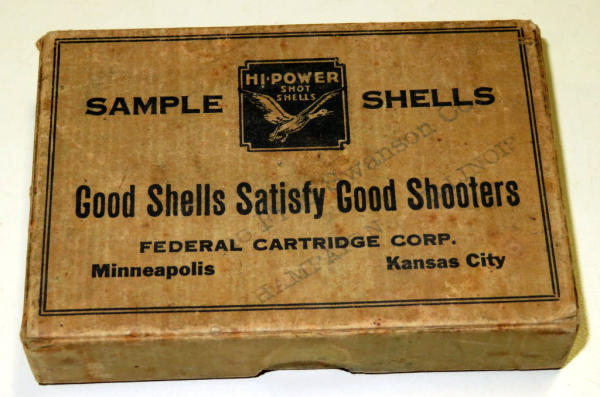 HI-POWER
SHOT
SHELLS
SAMPLE SHELLS
Good Shells Satisfy Good Shooters
FEDERAL CARTRIDGE CORP.
Minneapolis Kansas City